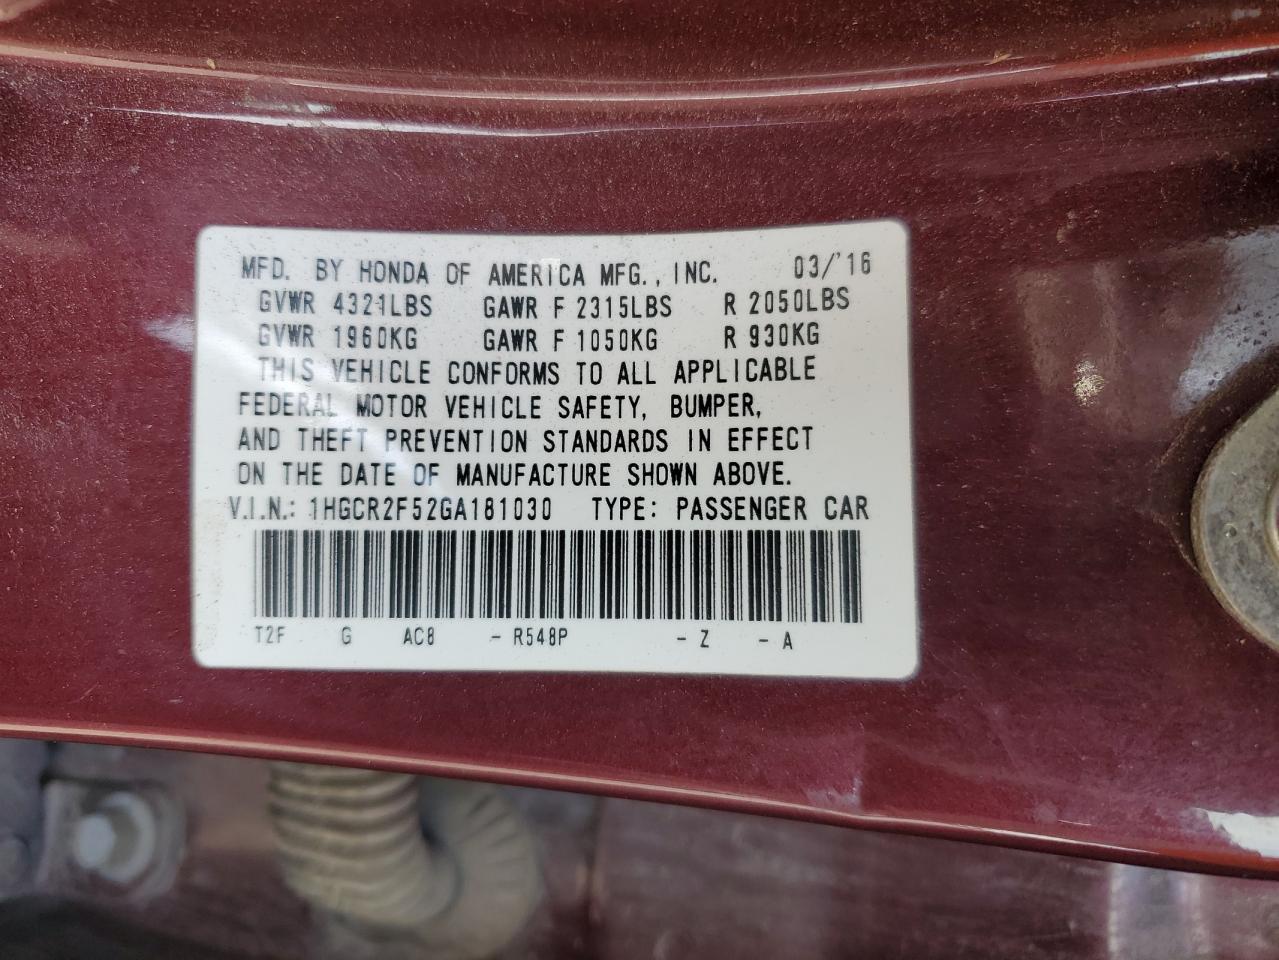 MFD. BY HONDA OF AMERICA MFG., INC. 03/'16
GVWR 4321LBS GAWR F 2315LBS R 2050LBS
GVWR 1960KG GAWR F 1050KG R 930KG
THIS VEHICLE CONFORMS TO ALL APPLICABLE
FEDERAL MOTOR VEHICLE SAFETY, BUMPER,
AND THEFT PREVENTION STANDARDS IN EFFECT
ON THE DATE OF MANUFACTURE SHOWN ABOVE.
V.I.N.: 1HGCR2F52GA181030 TYPE: PASSENGER CAR
T2F G AC8 - R548P - Z - A